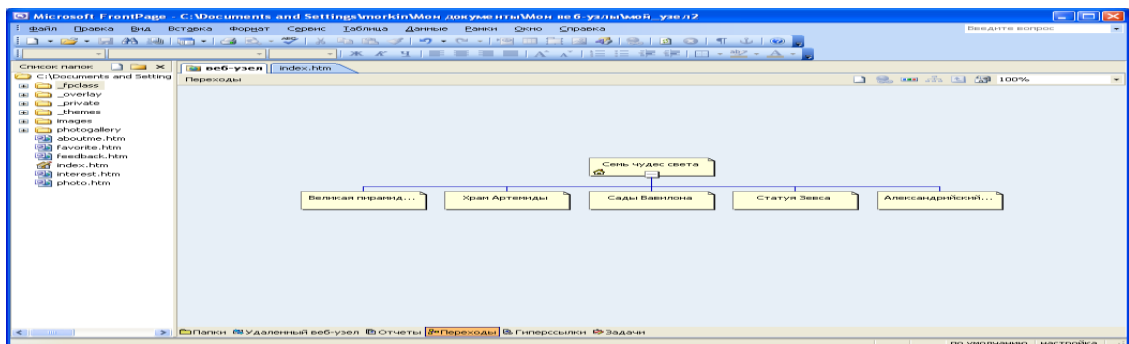 Microsoft FrontPage - C:\Documents and Settings\morkin\Мои документы\Мои веб-узлы\мой_узел2
Файл Правка Вид Вставка Формат Сервис Таблица Данные Рамки Окно Справка Введите вопрос
Список папок
веб-узел index.htm
C:\Documents and Setting
Переходы 100%
_fpclass
_overlay
_private
_themes
images
photogallery
aboutme.htm
favorite.htm
feedback.htm
index.htm
interest.htm
photo.htm
Семь чудес света
Великая пирамид... Храм Артемиды Сады Вавилона Статуя Зевса Александрийский...
Папки Удаленный веб-узел Отчеты Переходы Гиперссылки Задачи
по умолчанию настройка